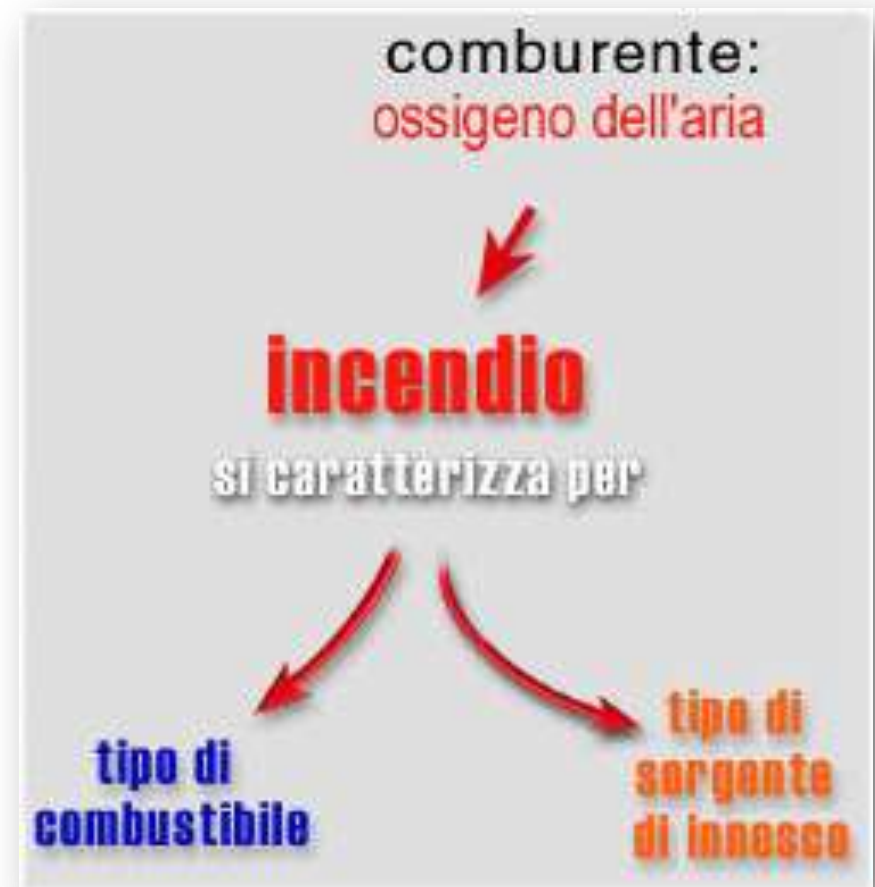 comburente:
ossigeno dell'aria
incendio
si caratterizza per
tipo di
combustibile
tipo di
sorgente
di innesco